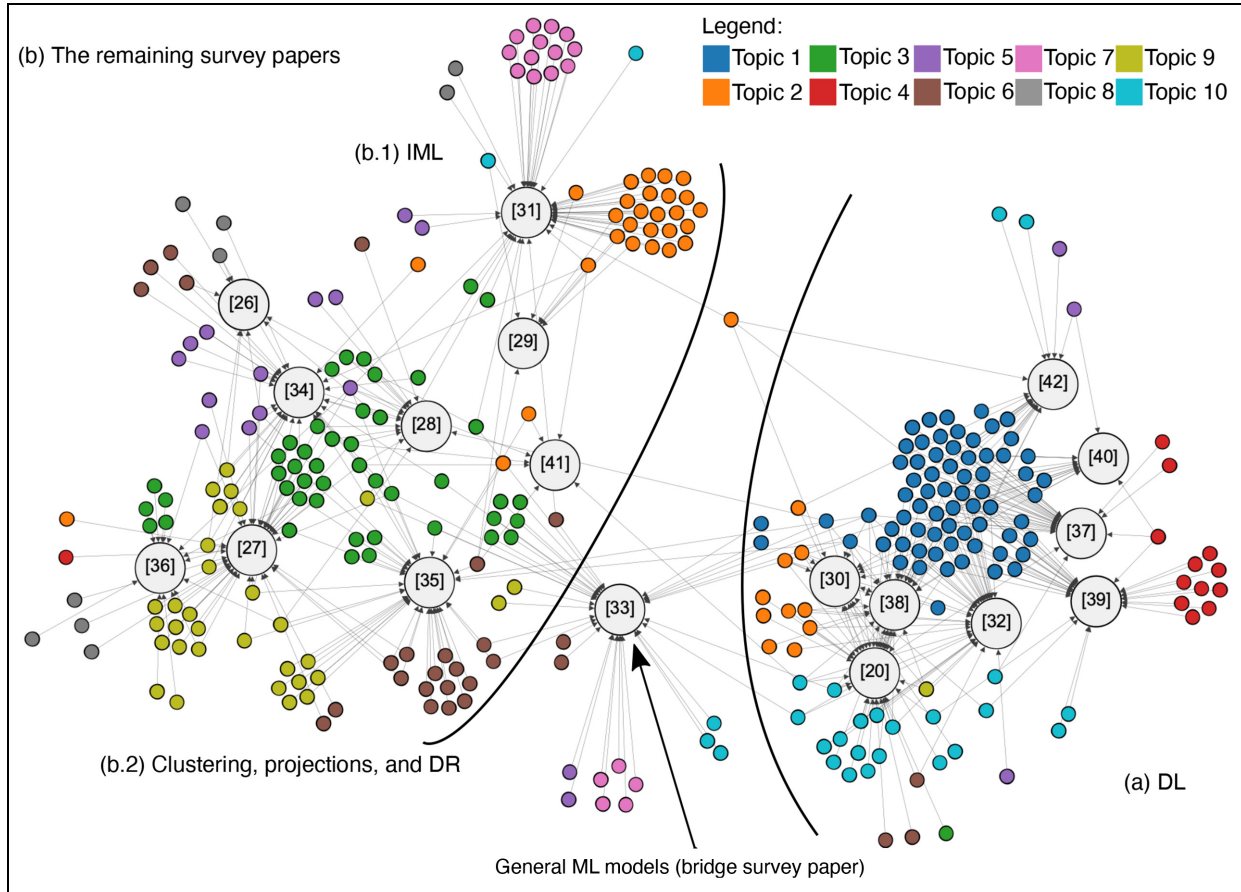 Legend:
(b) The remaining survey papers
Topic 1 Topic 3 Topic 5 Topic 7 Topic 9
Topic 2 Topic 4 Topic 6 Topic 8 Topic 10
(b.1) IML
[31]
[26]
[29]
[34]
[42]
[28]
[41]
[40]
[37]
[27]
[36]
[35]
[30]
[33]
[38]
[39]
[32]
[20]
(b.2) Clustering, projections, and DR
(a) DL
General ML models (bridge survey paper)